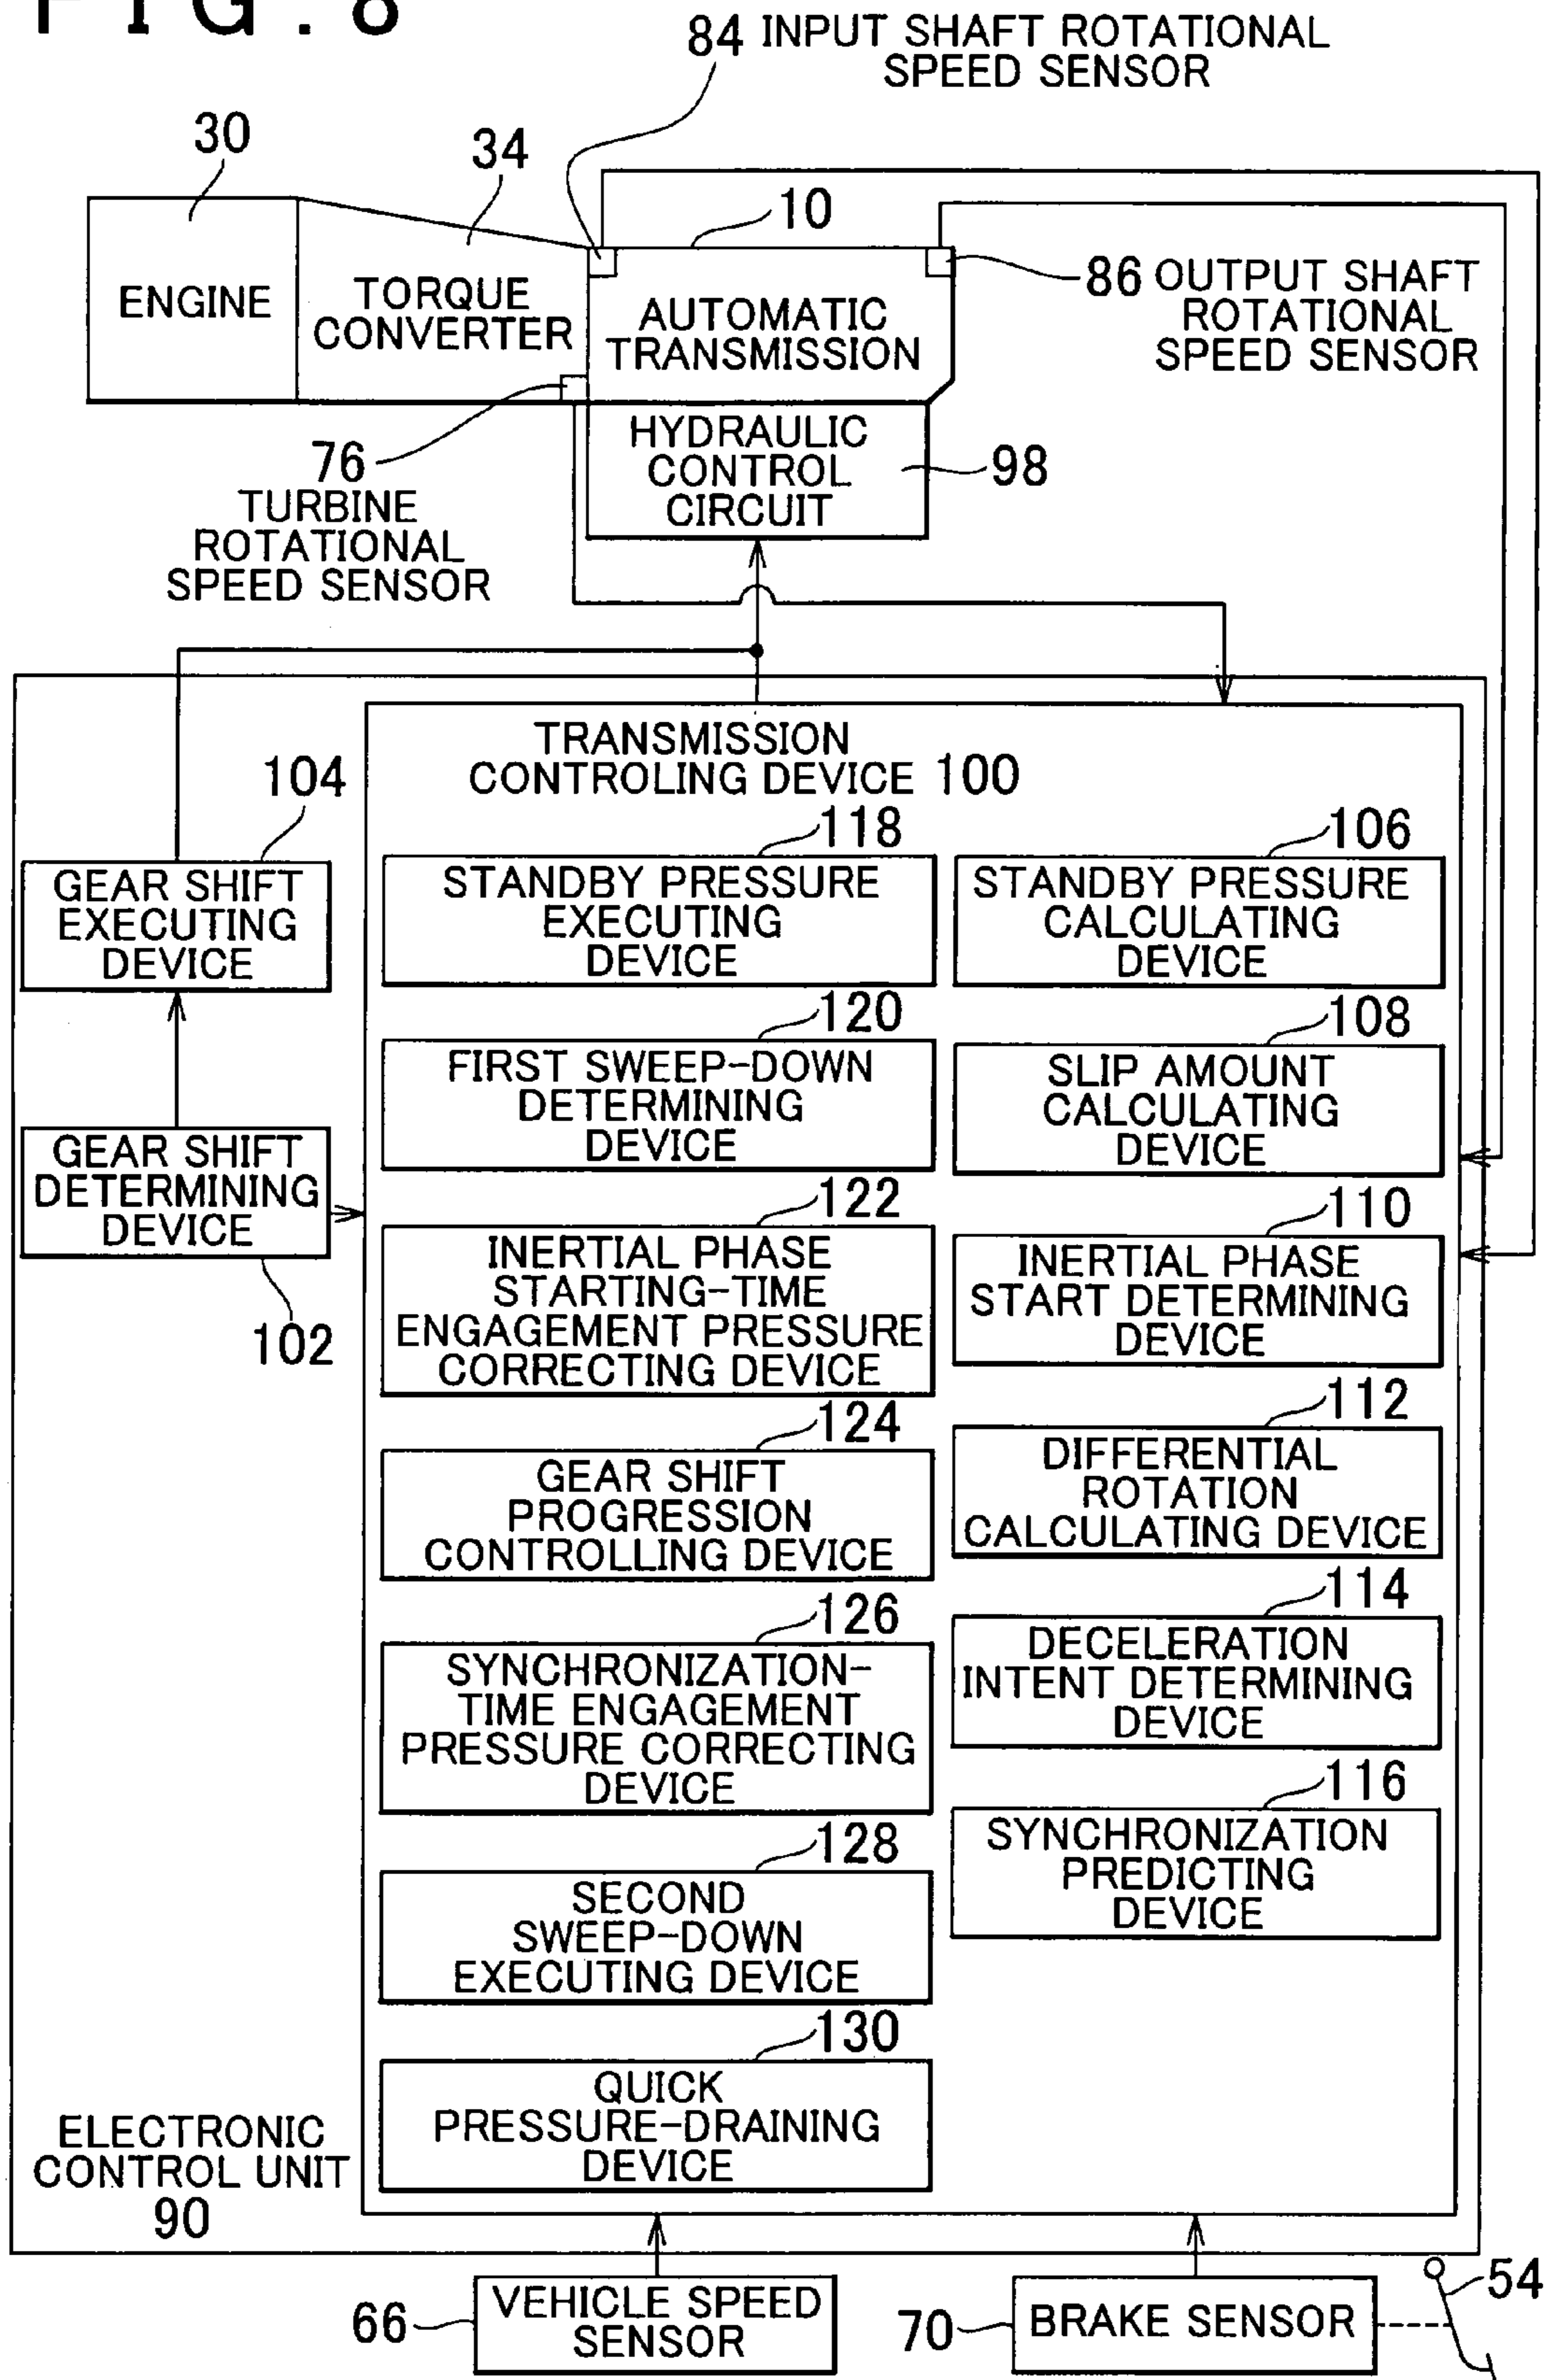 FIG. 8
84 INPUT SHAFT ROTATIONAL
SPEED SENSOR
30
34
10
ENGINE
TORQUE
CONVERTER
AUTOMATIC
TRANSMISSION
86 OUTPUT SHAFT
ROTATIONAL
SPEED SENSOR
HYDRAULIC
CONTROL
CIRCUIT
98
76
TURBINE
ROTATIONAL
SPEED SENSOR
TRANSMISSION
CONTROLING DEVICE 100
104
GEAR SHIFT
EXECUTING
DEVICE
GEAR SHIFT
DETERMINING
DEVICE
102
118
STANDBY PRESSURE
EXECUTING
DEVICE
120
FIRST SWEEP-DOWN
DETERMINING
DEVICE
122
INERTIAL PHASE
STARTING-TIME
ENGAGEMENT PRESSURE
CORRECTING DEVICE
124
GEAR SHIFT
PROGRESSION
CONTROLLING DEVICE
126
SYNCHRONIZATION-
TIME ENGAGEMENT
PRESSURE CORRECTING
DEVICE
128
SECOND
SWEEP-DOWN
EXECUTING DEVICE
130
QUICK
PRESSURE-DRAINING
DEVICE
106
STANDBY PRESSURE
CALCULATING
DEVICE
108
SLIP AMOUNT
CALCULATING
DEVICE
110
INERTIAL PHASE
START DETERMINING
DEVICE
112
DIFFERENTIAL
ROTATION
CALCULATING DEVICE
114
DECELERATION
INTENT DETERMINING
DEVICE
116
SYNCHRONIZATION
PREDICTING
DEVICE
ELECTRONIC
CONTROL UNIT
90
66
VEHICLE SPEED
SENSOR
70
BRAKE SENSOR
54